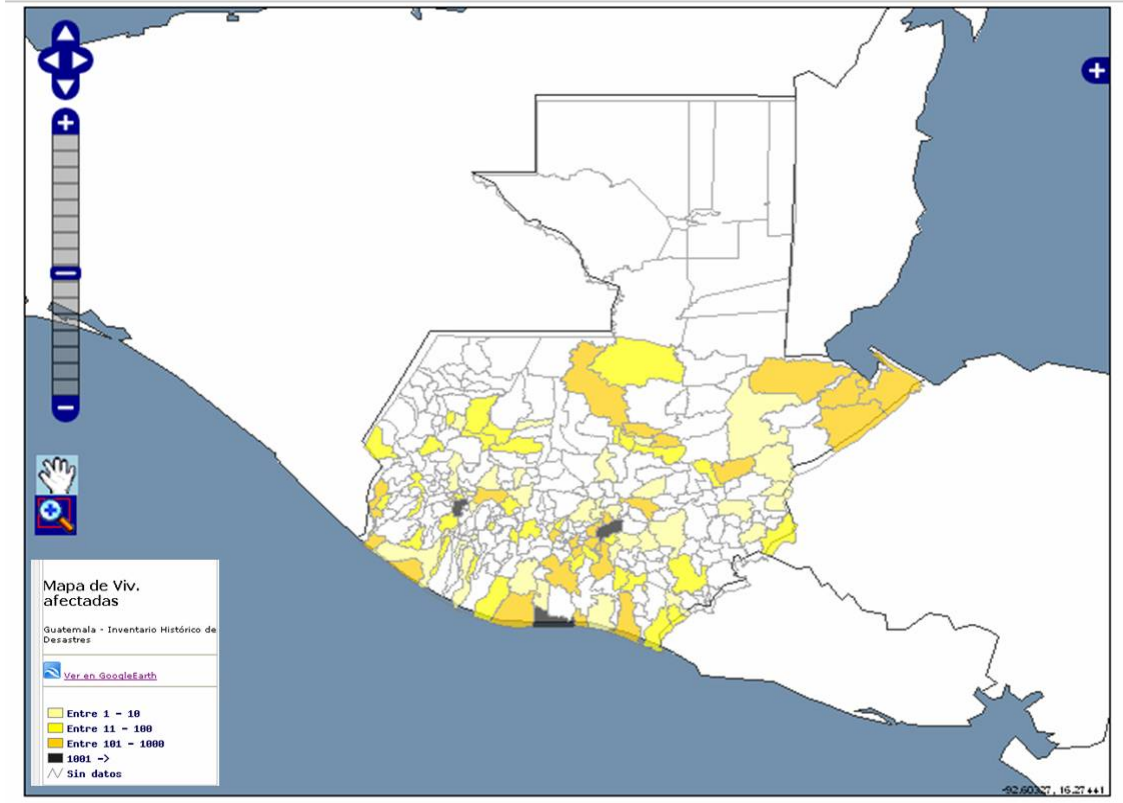 Mapa de Viv.
afectadas
Guatemala - Inventario Histórico de
Desastres
Ver en GoogleEarth
Entre 1 - 10
Entre 11 - 100
Entre 101 - 1000
1001 ->
Sin datos